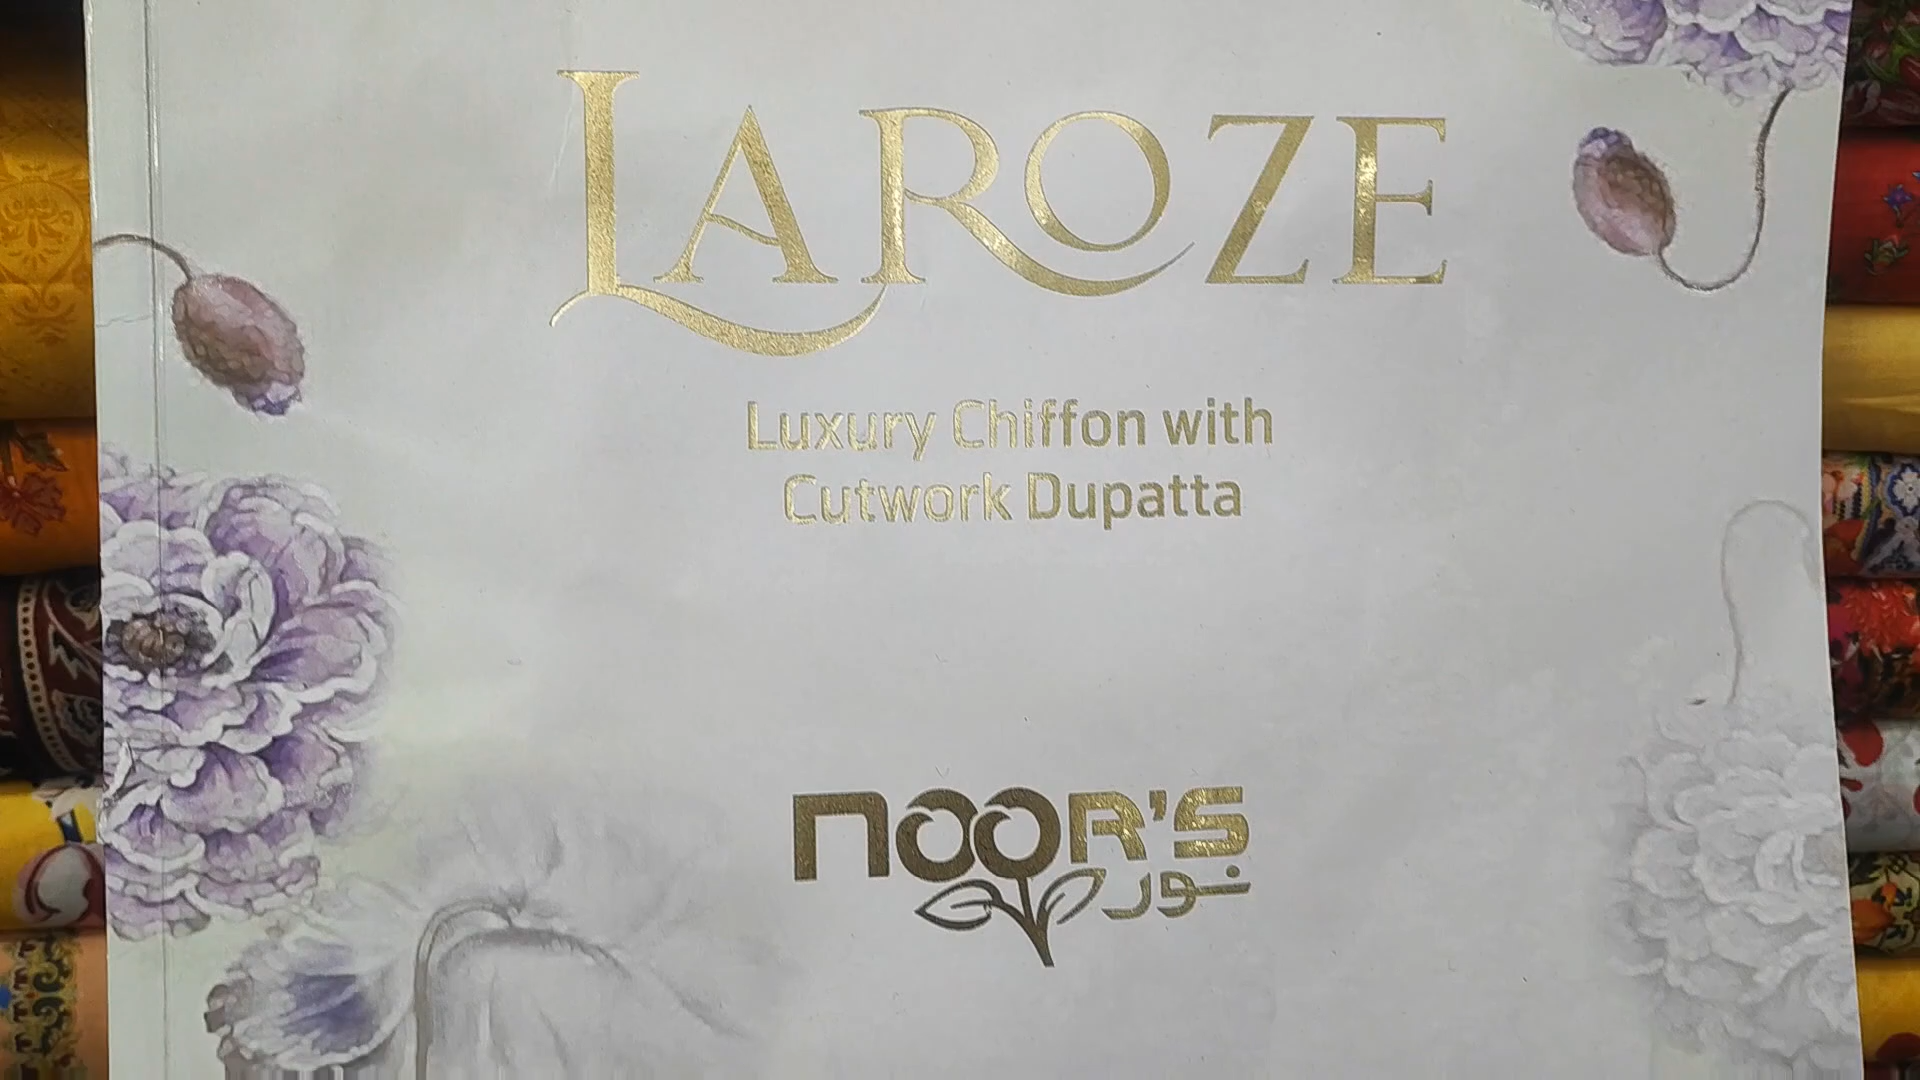 LAROZE
Luxury Chiffon with
Cutwork Dupatta
NOOR'S
نور